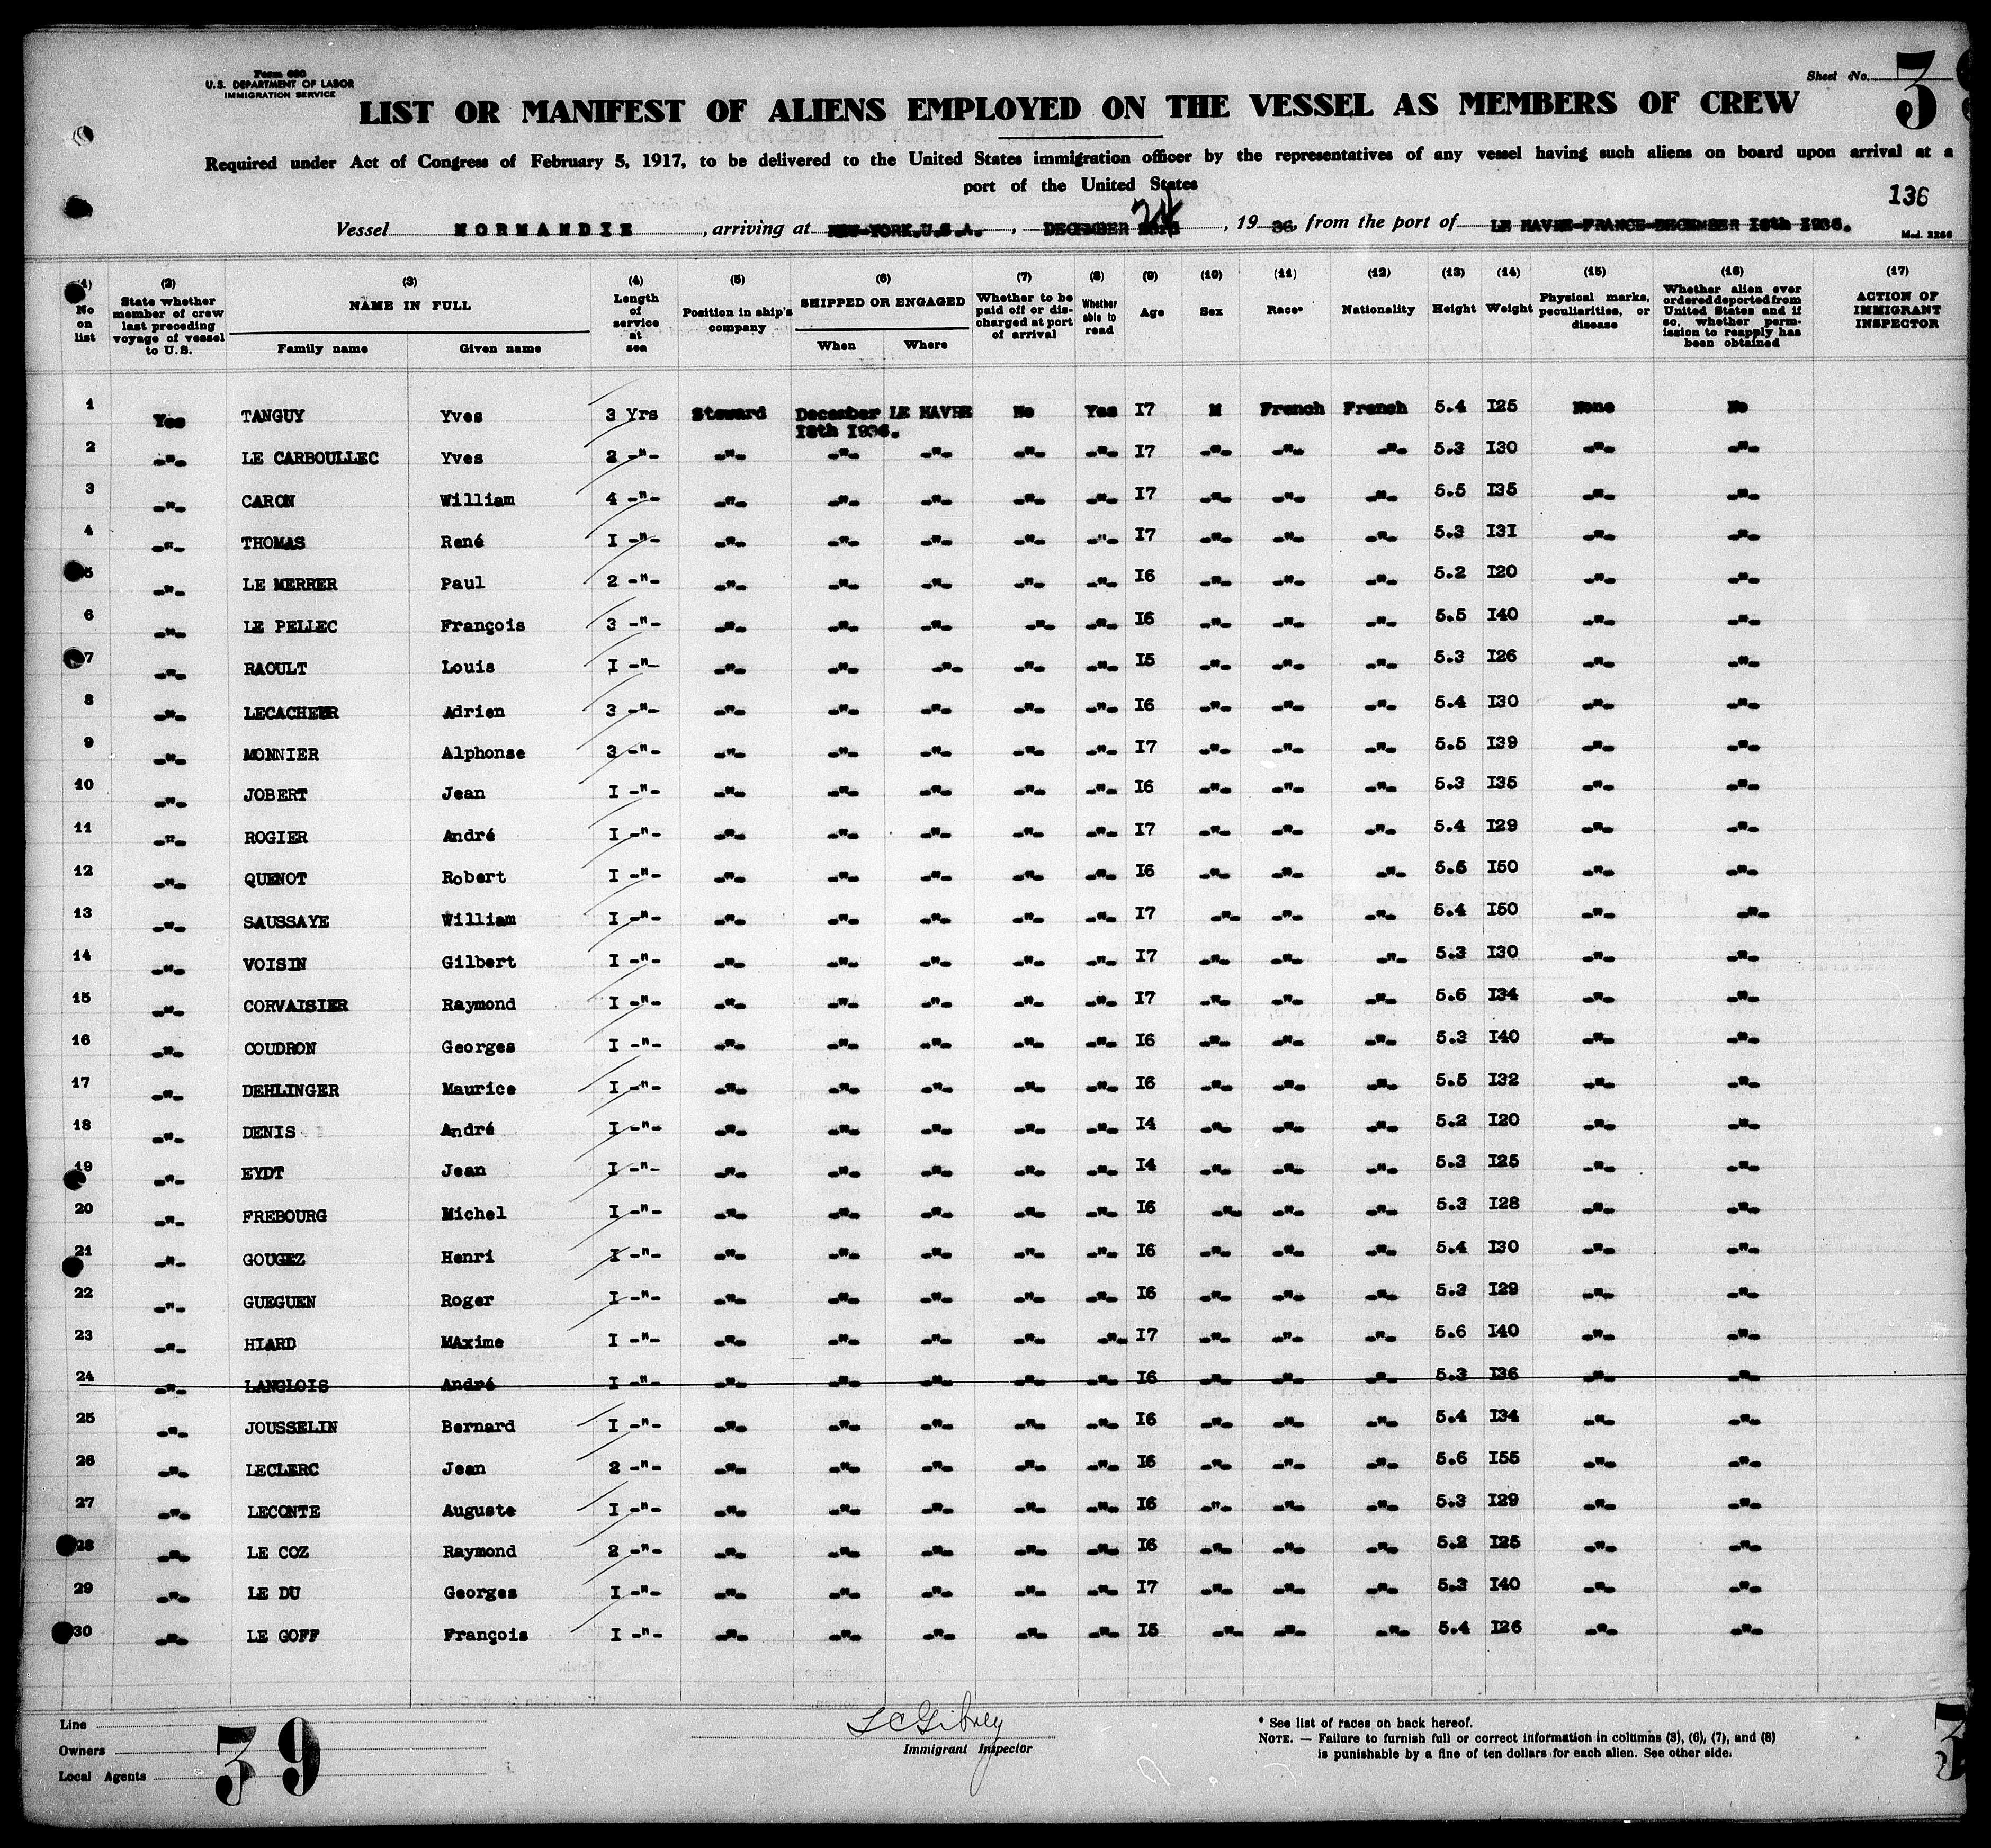 Form 680
U.S. DEPARTMENT OF LABOR
IMMIGRATION SERVICE
Sheet No. 3
LIST OR MANIFEST OF ALIENS EMPLOYED ON THE VESSEL AS MEMBERS OF CREW
Required under Act of Congress of February 5, 1917, to be delivered to the United States immigration officer by the representatives of any vessel having such aliens on board upon arrival at a
port of the United States
136
Vessel NORMANDIE, arriving at NEW-YORK.U.S.A., DECEMBER 24, 1936, from the port of LE HAVRE-FRANCE-DECEMBER 18th 1936.
Mod. 2286
(1) (2) (3) (4) (5) (6) (7) (8) (9) (10) (11) (12) (13) (14) (15) (16) (17)
No on list
State whether member of crew last preceding voyage of vessel to U.S.
NAME IN FULL
Family name Given name
Length of service at sea
Position in ship's company
SHIPPED OR ENGAGED
When Where
Whether to be paid off or discharged at port of arrival
Whether able to read
Age
Sex
Race*
Nationality
Height
Weight
Physical marks, peculiarities, or disease
Whether alien ever ordered deported from United States and if so, whether permission to reapply has been obtained
ACTION OF IMMIGRANT INSPECTOR
1 Yes TANGUY Yves 3 Yrs Steward December 18th 1936. LE HAVRE No Yes I7 M French French 5.4 I25 None No
2 -"- LE CARBOULLEC Yves 2 -"- -"- -"- -"- -"- -"- I7 -"- -"- -"- 5.3 I30 -"- -"-
3 -"- CARON William 4 -"- -"- -"- -"- -"- -"- I7 -"- -"- -"- 5.5 I35 -"- -"-
4 -"- THOMAS René I -"- -"- -"- -"- -"- -"- I7 -"- -"- -"- 5.3 I31 -"- -"-
5 -"- LE MERRER Paul 2 -"- -"- -"- -"- -"- -"- I6 -"- -"- -"- 5.2 I20 -"- -"-
6 -"- LE PELLEC François 3 -"- -"- -"- -"- -"- -"- I6 -"- -"- -"- 5.5 I40 -"- -"-
7 -"- RAOULT Louis I -"- -"- -"- -"- -"- -"- I5 -"- -"- -"- 5.3 I26 -"- -"-
8 -"- LECACHEUR Adrien 3 -"- -"- -"- -"- -"- -"- I6 -"- -"- -"- 5.4 I30 -"- -"-
9 -"- MONNIER Alphonse 3 -"- -"- -"- -"- -"- -"- I7 -"- -"- -"- 5.5 I39 -"- -"-
10 -"- JOBERT Jean I -"- -"- -"- -"- -"- -"- I6 -"- -"- -"- 5.3 I35 -"- -"-
11 -"- ROGIER André I -"- -"- -"- -"- -"- -"- I7 -"- -"- -"- 5.4 I29 -"- -"-
12 -"- QUENOT Robert I -"- -"- -"- -"- -"- -"- I6 -"- -"- -"- 5.5 I50 -"- -"-
13 -"- SAUSSAYE William I -"- -"- -"- -"- -"- -"- I7 -"- -"- -"- 5.4 I50 -"- -"-
14 -"- VOISIN Gilbert I -"- -"- -"- -"- -"- -"- I7 -"- -"- -"- 5.3 I30 -"- -"-
15 -"- CORVAISIER Raymond I -"- -"- -"- -"- -"- -"- I7 -"- -"- -"- 5.6 I34 -"- -"-
16 -"- COUDRON Georges I -"- -"- -"- -"- -"- -"- I6 -"- -"- -"- 5.3 I40 -"- -"-
17 -"- DEHLINGER Maurice I -"- -"- -"- -"- -"- -"- I6 -"- -"- -"- 5.5 I32 -"- -"-
18 -"- DENIS André I -"- -"- -"- -"- -"- -"- I4 -"- -"- -"- 5.2 I20 -"- -"-
19 -"- EYDT Jean I -"- -"- -"- -"- -"- -"- I4 -"- -"- -"- 5.3 I25 -"- -"-
20 -"- FREBOURG Michel I -"- -"- -"- -"- -"- -"- I6 -"- -"- -"- 5.3 I28 -"- -"-
21 -"- GOUGEZ Henri I -"- -"- -"- -"- -"- -"- I6 -"- -"- -"- 5.4 I30 -"- -"-
22 -"- GUEGUEN Roger I -"- -"- -"- -"- -"- -"- I6 -"- -"- -"- 5.3 I29 -"- -"-
23 -"- HIARD MAxime I -"- -"- -"- -"- -"- -"- I7 -"- -"- -"- 5.6 I40 -"- -"-
24 -"- LANGLOIS André I -"- -"- -"- -"- -"- -"- I6 -"- -"- -"- 5.3 I36 -"- -"-
25 -"- JOUSSELIN Bernard I -"- -"- -"- -"- -"- -"- I6 -"- -"- -"- 5.4 I34 -"- -"-
26 -"- LECLERC Jean 2 -"- -"- -"- -"- -"- -"- I6 -"- -"- -"- 5.6 I55 -"- -"-
27 -"- LECONTE Auguste I -"- -"- -"- -"- -"- -"- I6 -"- -"- -"- 5.3 I29 -"- -"-
28 -"- LE COZ Raymond 2 -"- -"- -"- -"- -"- -"- I6 -"- -"- -"- 5.2 I25 -"- -"-
29 -"- LE DU Georges I -"- -"- -"- -"- -"- -"- I7 -"- -"- -"- 5.3 I40 -"- -"-
30 -"- LE GOFF François I -"- -"- -"- -"- -"- -"- I5 -"- -"- -"- 5.4 I26 -"- -"-
Line
Owners
Local Agents
39
Immigrant Inspector
* See list of races on back hereof.
NOTE. — Failure to furnish full or correct information in columns (3), (6), (7), and (8)
is punishable by a fine of ten dollars for each alien. See other side.
3